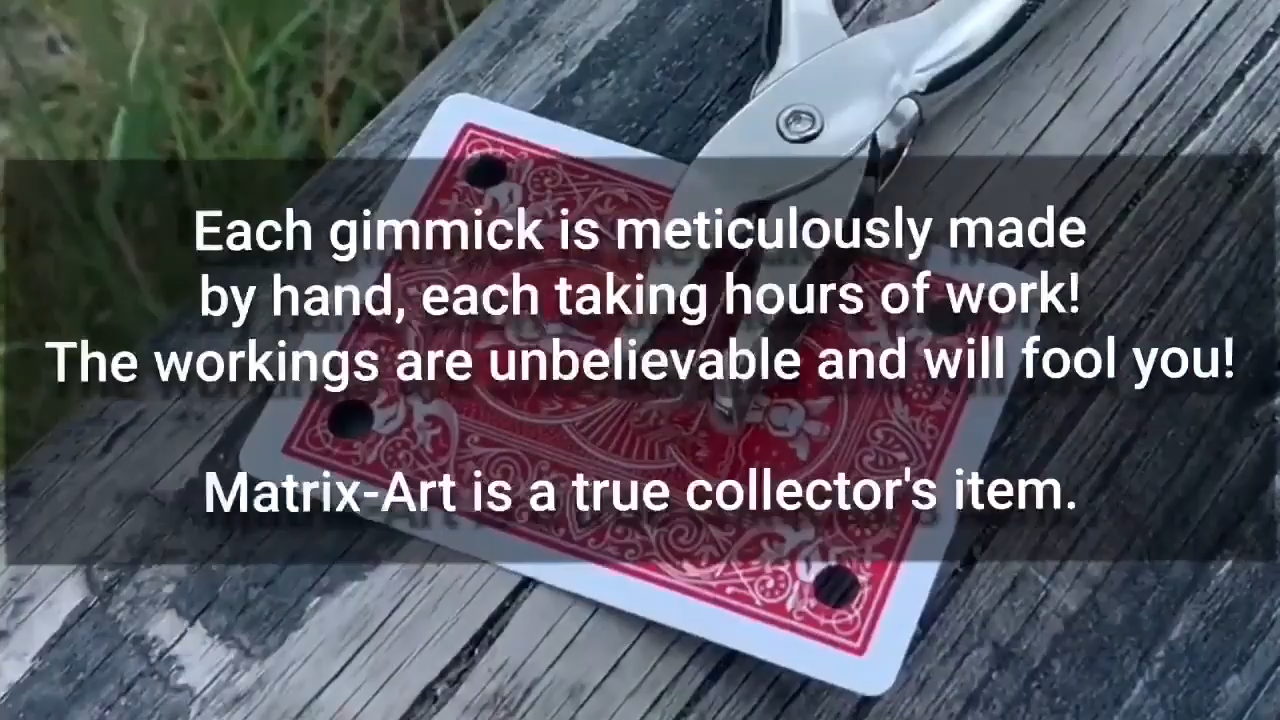 Each gimmick is meticulously made
by hand, each taking hours of work!
The workings are unbelievable and will fool you!
Matrix-Art is a true collector's item.